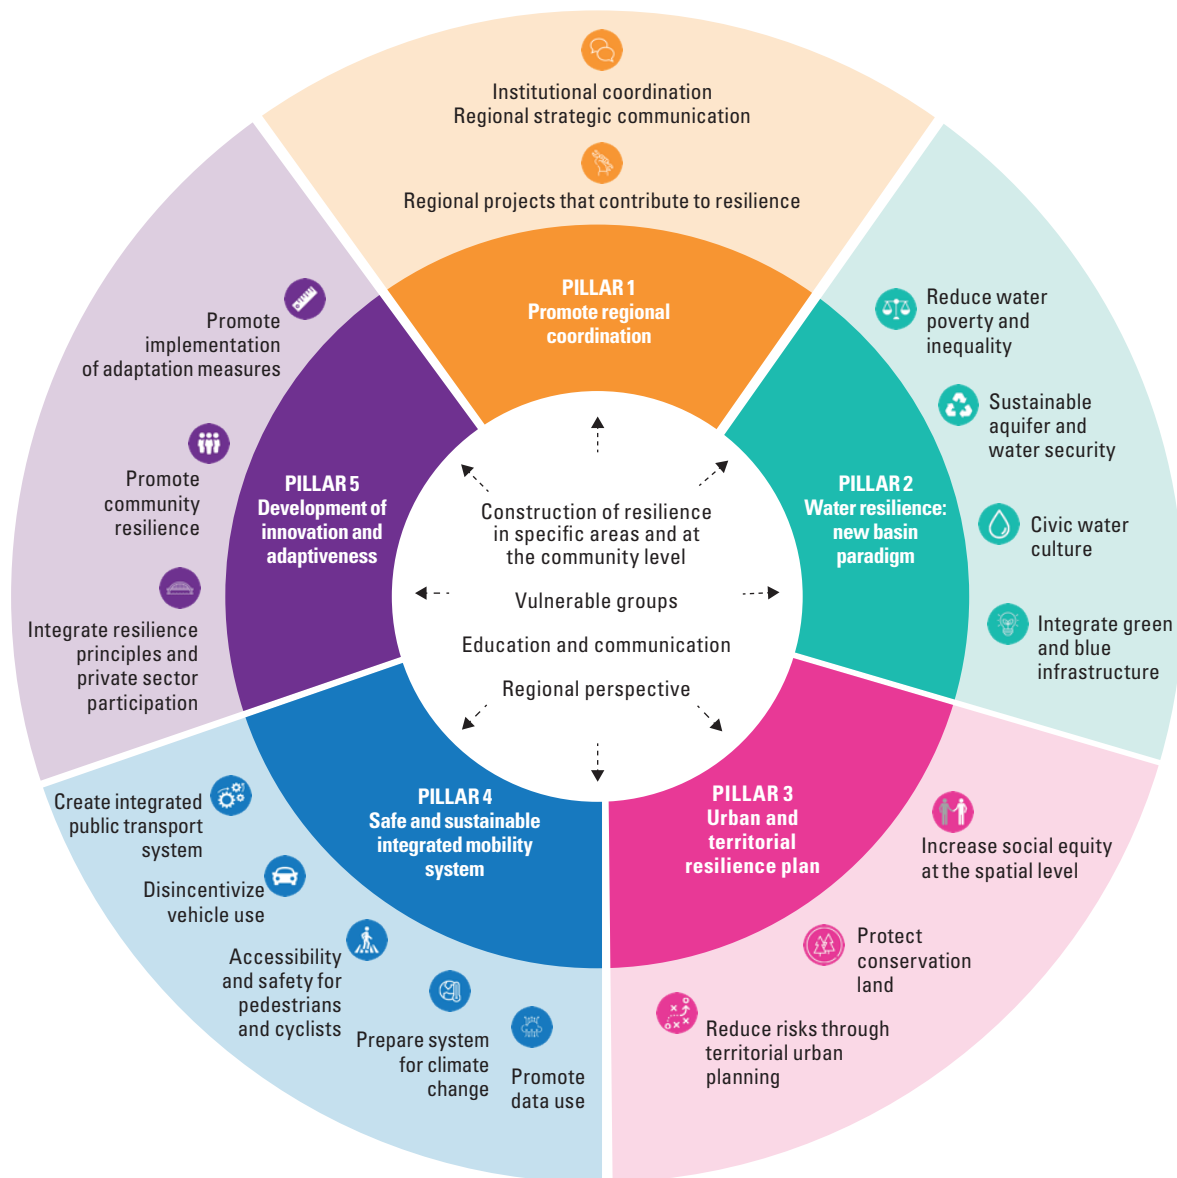 Institutional coordination
Regional strategic communication
Regional projects that contribute to resilience
PILLAR 1
Promote regional
coordination
Reduce water
poverty and
inequality
Sustainable
aquifer and
water security
Civic water
culture
Integrate green
and blue
infrastructure
PILLAR 2
Water resilience:
new basin
paradigm
PILLAR 3
Urban and
territorial
resilience plan
Increase social equity
at the spatial level
Protect
conservation
land
Reduce risks through
territorial urban
planning
PILLAR 4
Safe and sustainable
integrated mobility
system
Create integrated
public transport
system
Disincentivize
vehicle use
Accessibility
and safety for
pedestrians
and cyclists
Prepare system
for climate
change
Promote
data use
PILLAR 5
Development of
innovation and
adaptiveness
Promote
implementation
of adaptation measures
Promote
community
resilience
Integrate resilience
principles and
private sector
participation
Construction of resilience
in specific areas and at
the community level
Vulnerable groups
Education and communication
Regional perspective